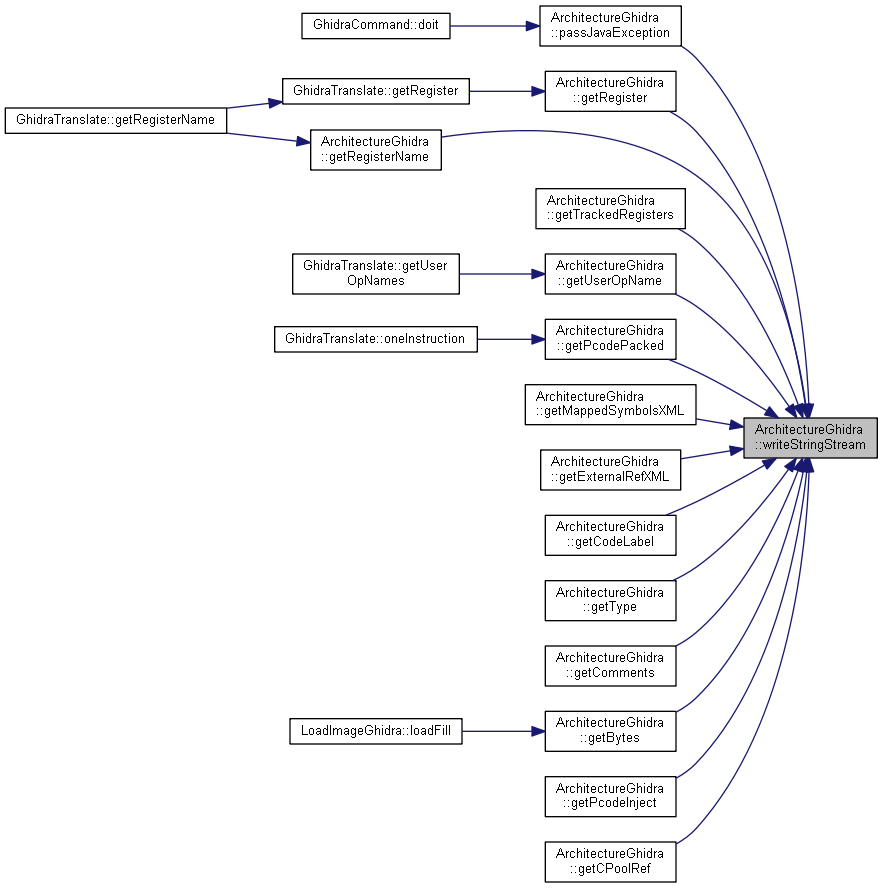 GhidraCommand::doit
ArchitectureGhidra
::passJavaException
GhidraTranslate::getRegister
ArchitectureGhidra
::getRegister
GhidraTranslate::getRegisterName
ArchitectureGhidra
::getRegisterName
ArchitectureGhidra
::getTrackedRegisters
GhidraTranslate::getUser
OpNames
ArchitectureGhidra
::getUserOpName
GhidraTranslate::oneInstruction
ArchitectureGhidra
::getPcodePacked
ArchitectureGhidra
::getMappedSymbolsXML
ArchitectureGhidra
::writeStringStream
ArchitectureGhidra
::getExternalRefXML
ArchitectureGhidra
::getCodeLabel
ArchitectureGhidra
::getType
ArchitectureGhidra
::getComments
LoadImageGhidra::loadFill
ArchitectureGhidra
::getBytes
ArchitectureGhidra
::getPcodeInject
ArchitectureGhidra
::getCPoolRef